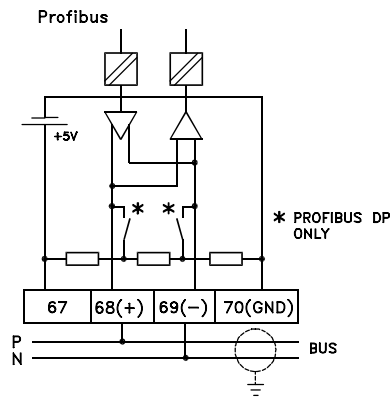 Profibus
+5V
* *
* PROFIBUS DP
ONLY
67 68(+) 69(−) 70(GND)
P
N
BUS